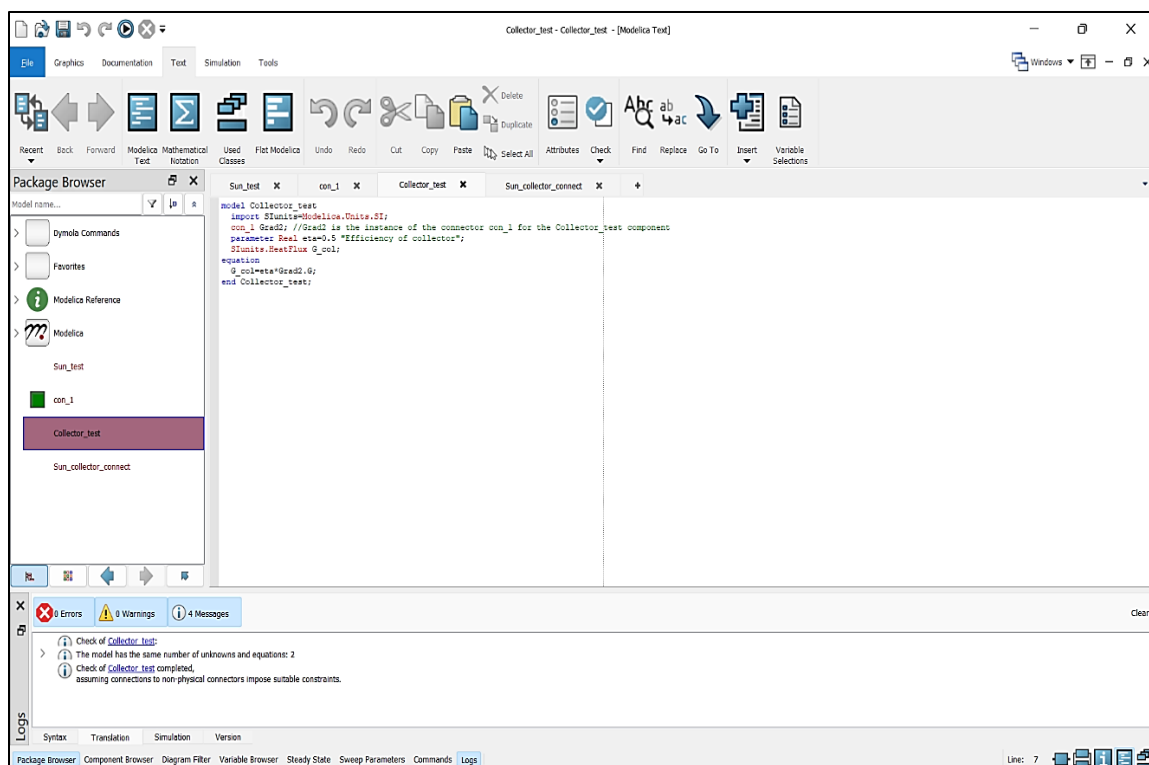 Collector_test - Collector_test - [Modelica Text]
File Graphics Documentation Text Simulation Tools Windows
Recent Back Forward Modelica Text Mathematical Notation Used Classes Flat Modelica Undo Redo Cut Copy Paste Delete Duplicate Select All Attributes Check Find Replace Go To Insert Variable Selections
Package Browser
Sun_test con_1 Collector_test Sun_collector_connect +
Model name...
Dymola Commands
Favorites
Modelica Reference
Modelica
Sun_test
con_1
Collector_test
Sun_collector_connect
model Collector_test
import SIunits=Modelica.Units.SI;
con_1 Grad2; //Grad2 is the instance of the connector con_1 for the Collector_test component
parameter Real eta=0.5 "Efficiency of collector";
SIunits.HeatFlux G_col;
equation
G_col=eta*Grad2.G;
end Collector_test;
0 Errors 0 Warnings 4 Messages Clear
Check of Collector_test:
The model has the same number of unknowns and equations: 2
Check of Collector_test completed,
assuming connections to non-physical connectors impose suitable constraints.
Logs
Syntax Translation Simulation Version
Package Browser Component Browser Diagram Filter Variable Browser Steady State Sweep Parameters Commands Logs Line: 7